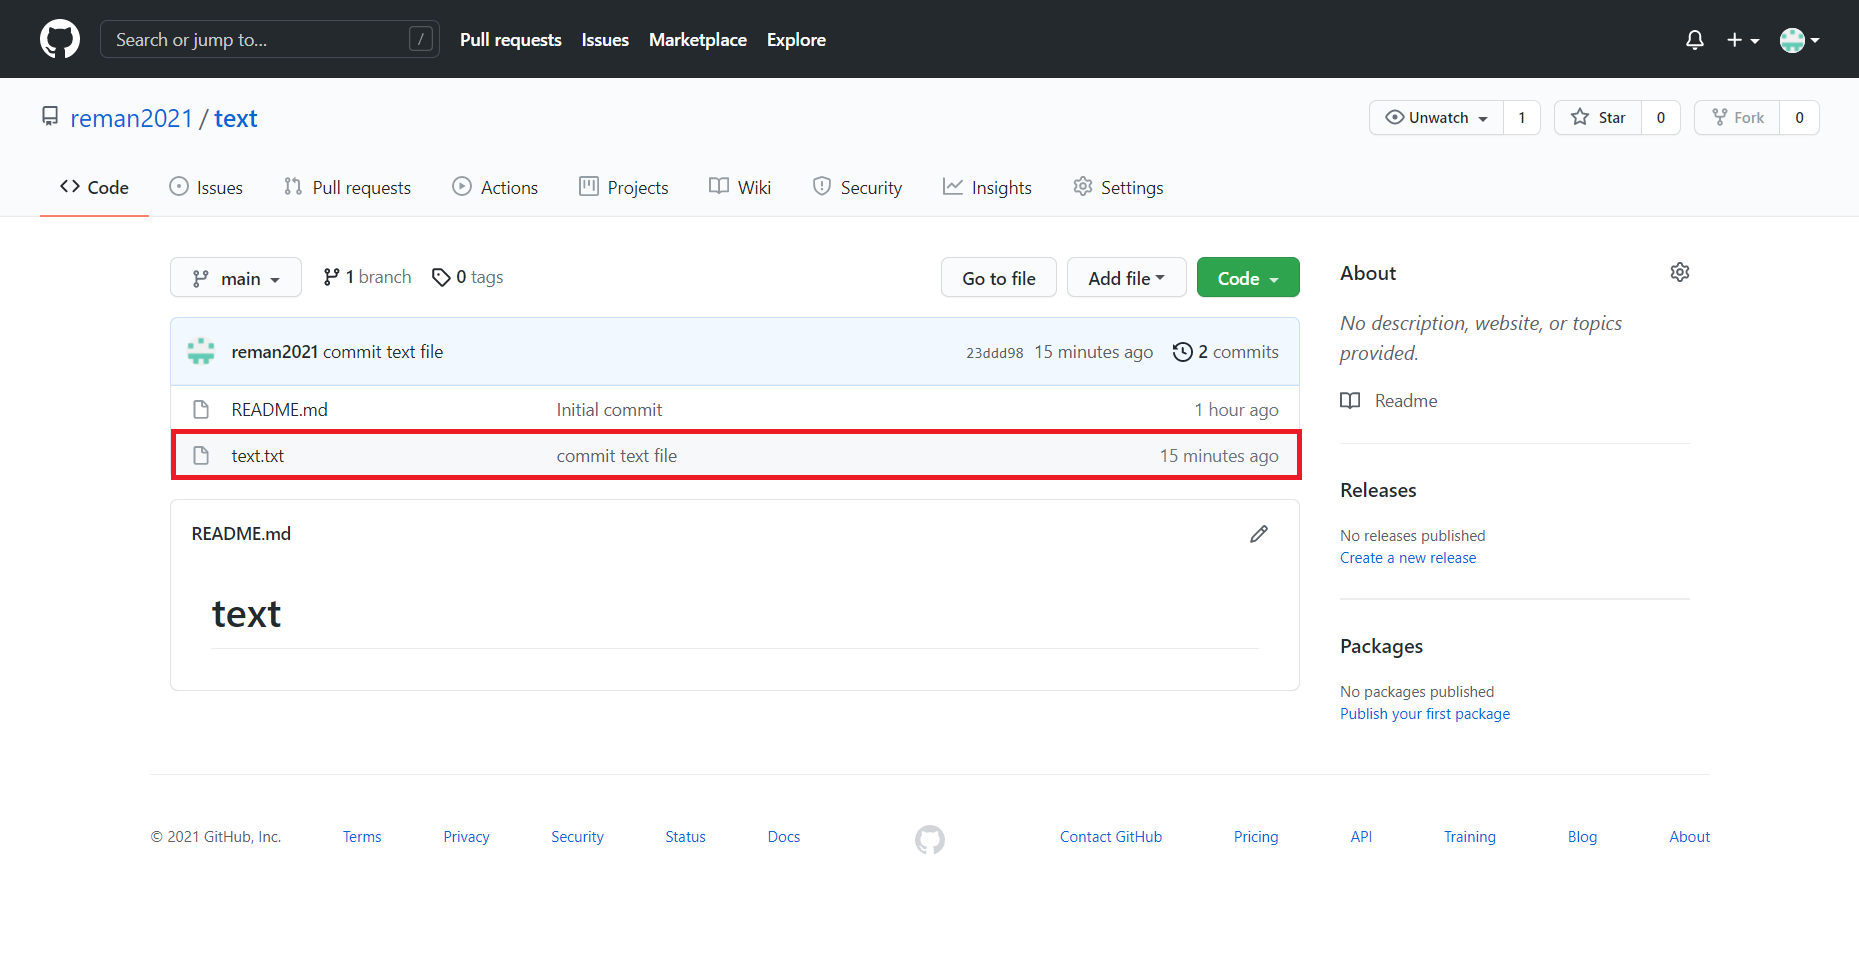 Search or jump to... / Pull requests Issues Marketplace Explore
reman2021 / text Unwatch 1 Star 0 Fork 0
Code Issues Pull requests Actions Projects Wiki Security Insights Settings
main 1 branch 0 tags Go to file Add file Code
reman2021 commit text file 23ddd98 15 minutes ago 2 commits
README.md Initial commit 1 hour ago
text.txt commit text file 15 minutes ago
README.md
text
About
No description, website, or topics
provided.
Readme
Releases
No releases published
Create a new release
Packages
No packages published
Publish your first package
© 2021 GitHub, Inc. Terms Privacy Security Status Docs Contact GitHub Pricing API Training Blog About